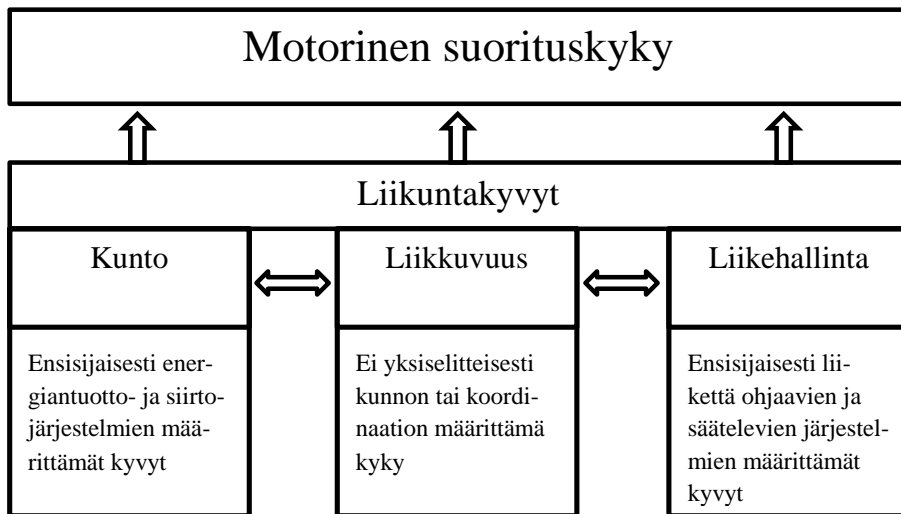 Motorinen suorituskyky
Liikuntakyvyt
Kunto
Liikkuvuus
Liikehallinta
Ensisijaisesti ener-
giantuotto- ja siirto-
järjestelmien mää-
rittämät kyvyt
Ei yksiselitteisesti
kunnon tai koordi-
naation määrittämä
kyky
Ensisijaisesti lii-
kettä ohjaavien ja
säätelevien järjestel-
mien määrittämät
kyvyt